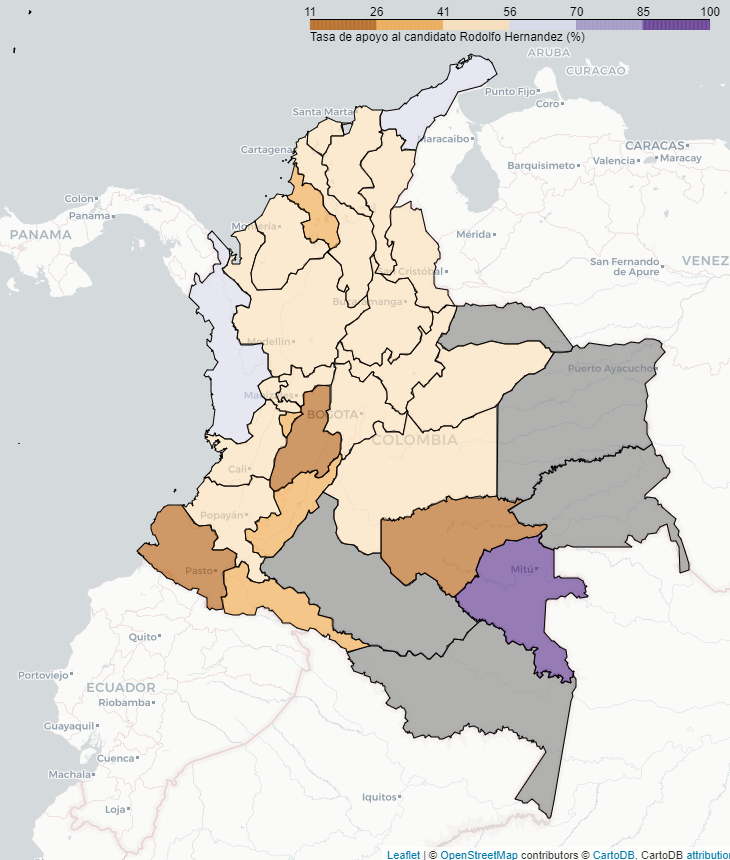 11 26 41 56 70 85 100
Tasa de apoyo al candidato Rodolfo Hernandez (%)
ARUBA
CURACAO
Punto Fijo
Coro
Santa Marta
Maracaibo
Cartagena
CARACAS
Barquisimeto
Valencia
Maracay
Colón
Panama
PANAMA
Montería
Mérida
San Cristóbal
San Fernando
de Apure
VENEZ
Bucaramanga
Medellín
Puerto Ayacucho
Manizales
BOGOTA
COLOMBIA
Cali
Popayán
Mitú
Pasto
Quito
Portoviejo
ECUADOR
Riobamba
Guayaquil
Cuenca
Machala
Iquitos
Loja
Leaflet | © OpenStreetMap contributors © CartoDB, CartoDB attributio